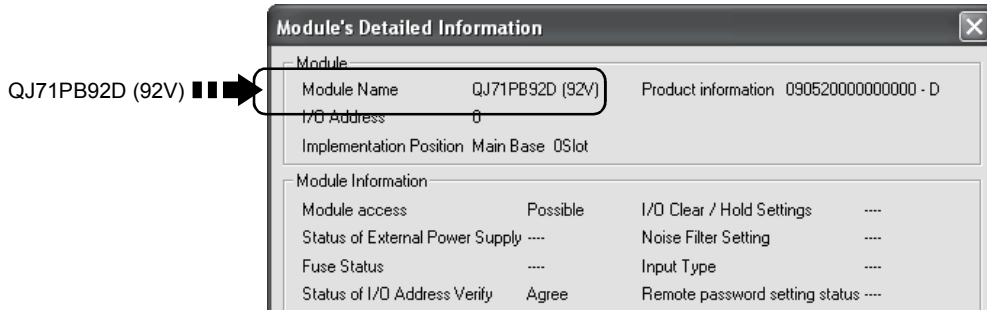 Module's Detailed Information
Module
QJ71PB92D (92V)
Module Name QJ71PB92D (92V) Product information 090520000000000 - D
I/O Address 0
Implementation Position Main Base 0Slot
Module Information
Module access Possible I/O Clear / Hold Settings ----
Status of External Power Supply ---- Noise Filter Setting ----
Fuse Status ---- Input Type ----
Status of I/O Address Verify Agree Remote password setting status ----